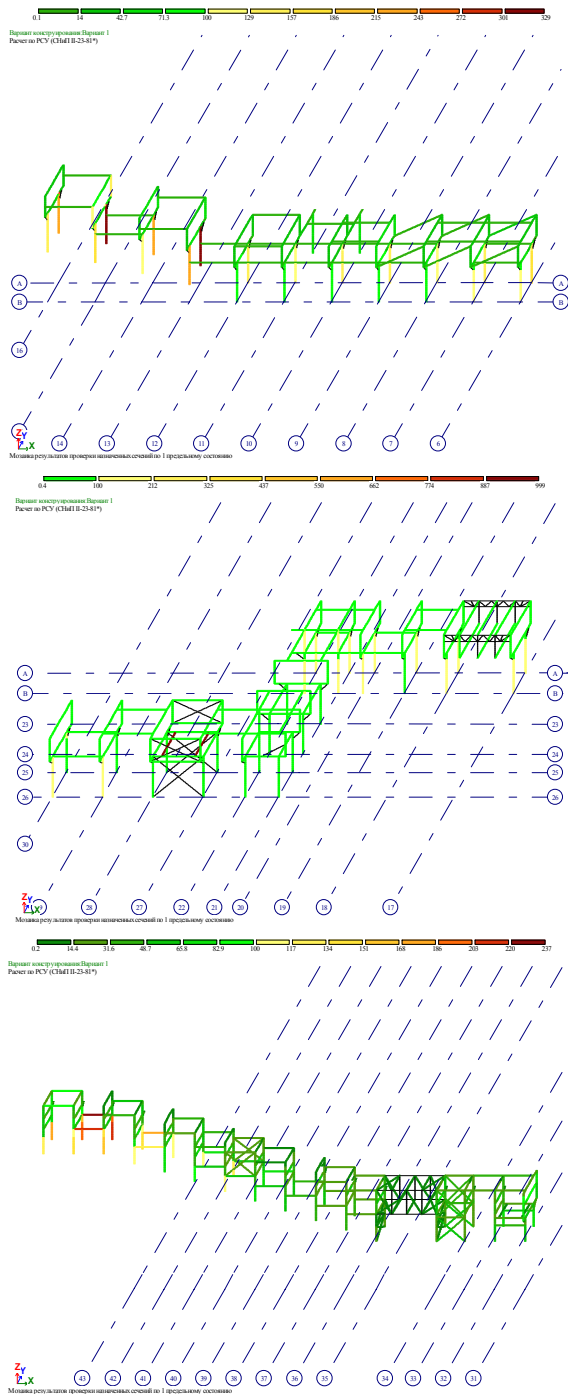 0.1 14 42.7 71.3 100 129 157 186 215 243 272 301 329
Вариант конструирования:Вариант 1
Расчет по РСУ (СНиП II-23-81*)
А А
В В
16
14 13 12 11 10 9 8 7 6
Z Y X
Мозаика результатов проверки назначенных сечений по 1 предельному состоянию
0.4 100 212 325 437 550 662 774 887 999
Вариант конструирования:Вариант 1
Расчет по РСУ (СНиП II-23-81*)
А А
В В
23 23
24 24
25 25
26 26
30
28 27 22 21 20 19 18 17
Z Y X
Мозаика результатов проверки назначенных сечений по 1 предельному состоянию
0.2 14.4 31.6 48.7 65.8 82.9 100 117 134 151 168 186 203 220 237
Вариант конструирования:Вариант 1
Расчет по РСУ (СНиП II-23-81*)
43 42 41 40 39 38 37 36 35 34 33 32 31
Z Y X
Мозаика результатов проверки назначенных сечений по 1 предельному состоянию